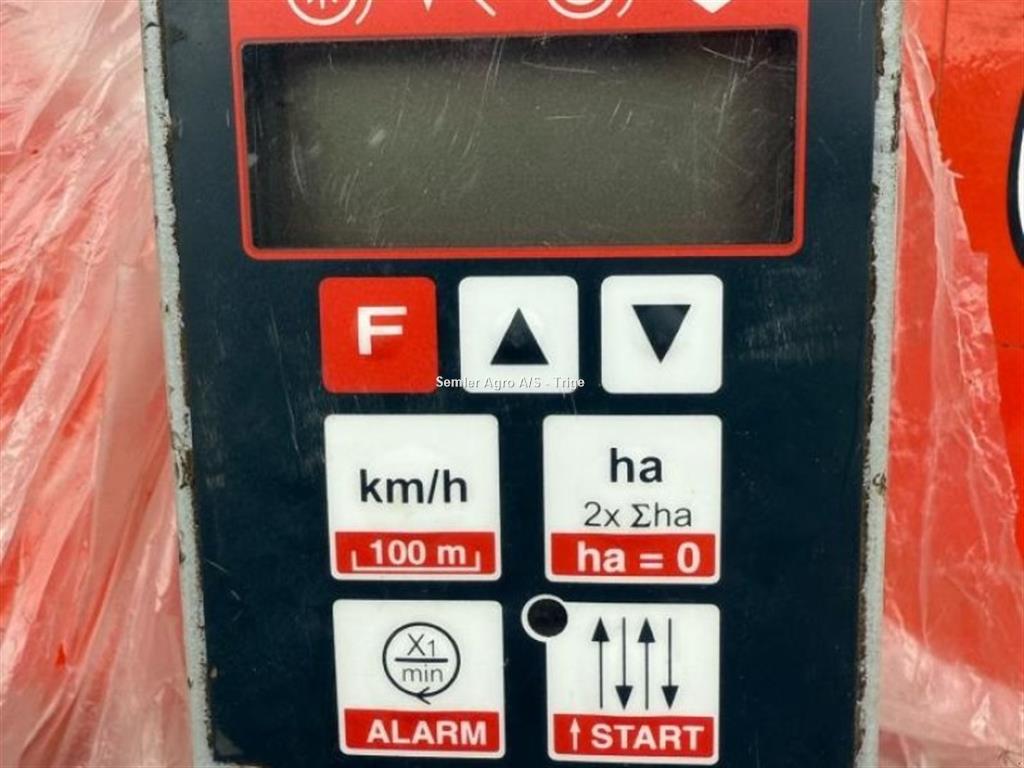 F
Semler Agro A/S - Trige
km/h
100 m
ha
2x Σha
ha = 0
X1
min
ALARM
START